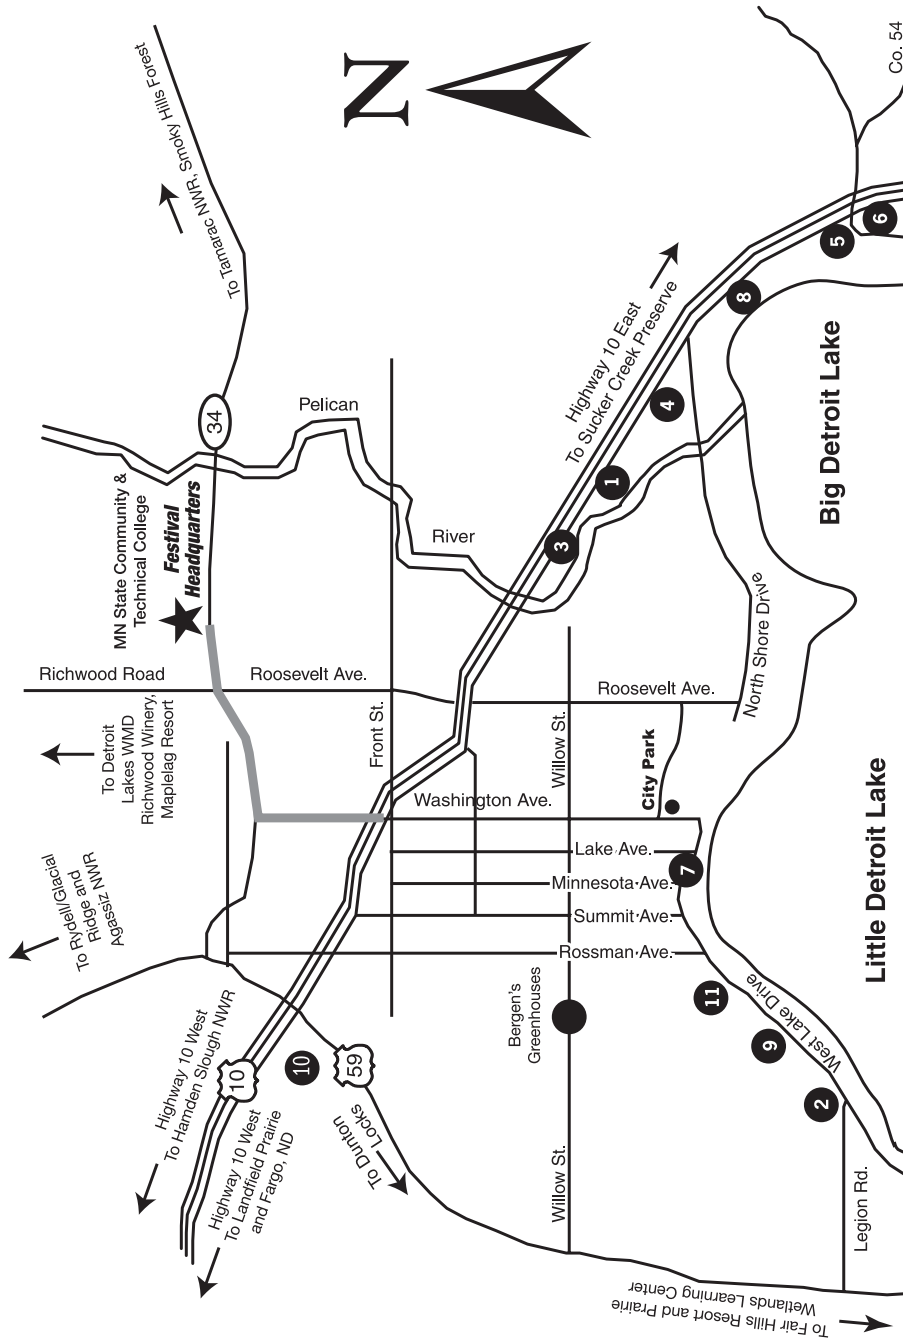 N
To Tamarac NWR, Smoky Hills Forest
Co. 54
34
Pelican
MN State Community &
Technical College
Festival
Headquarters
River
Highway 10 East
To Sucker Creek Preserve
5
6
8
4
1
3
Big Detroit Lake
Richwood Road
Roosevelt Ave.
Roosevelt Ave.
North Shore Drive
To Detroit
Lakes WMD
Richwood Winery,
Maplelag Resort
Front St.
Willow St.
City Park
Washington Ave.
Lake Ave.
7
Minnesota Ave.
Summit Ave.
Rossman Ave.
Little Detroit Lake
To Rydell/Glacial
Ridge and
Agassiz NWR
Bergen's
Greenhouses
11
9
2
West Lake Drive
Highway 10 West
To Hamden Slough NWR
10
10
59
To Dunton
Locks
Highway 10 West
To Landfield Prairie
and Fargo, ND
Willow St.
Legion Rd.
To Fair Hills Resort and Prairie
Wetlands Learning Center